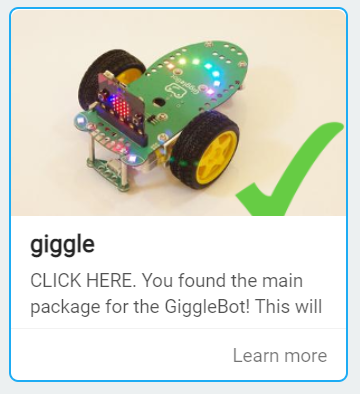 giggle
CLICK HERE. You found the main
package for the GiggleBot! This will
Learn more